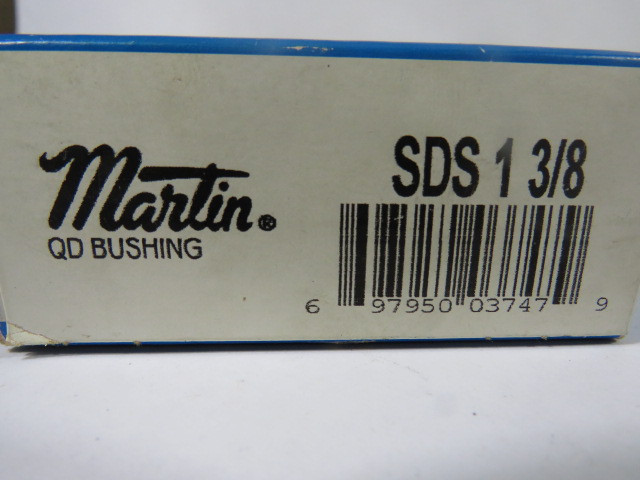 Martin®
QD BUSHING
SDS 1 3/8
6 97950 03747 9